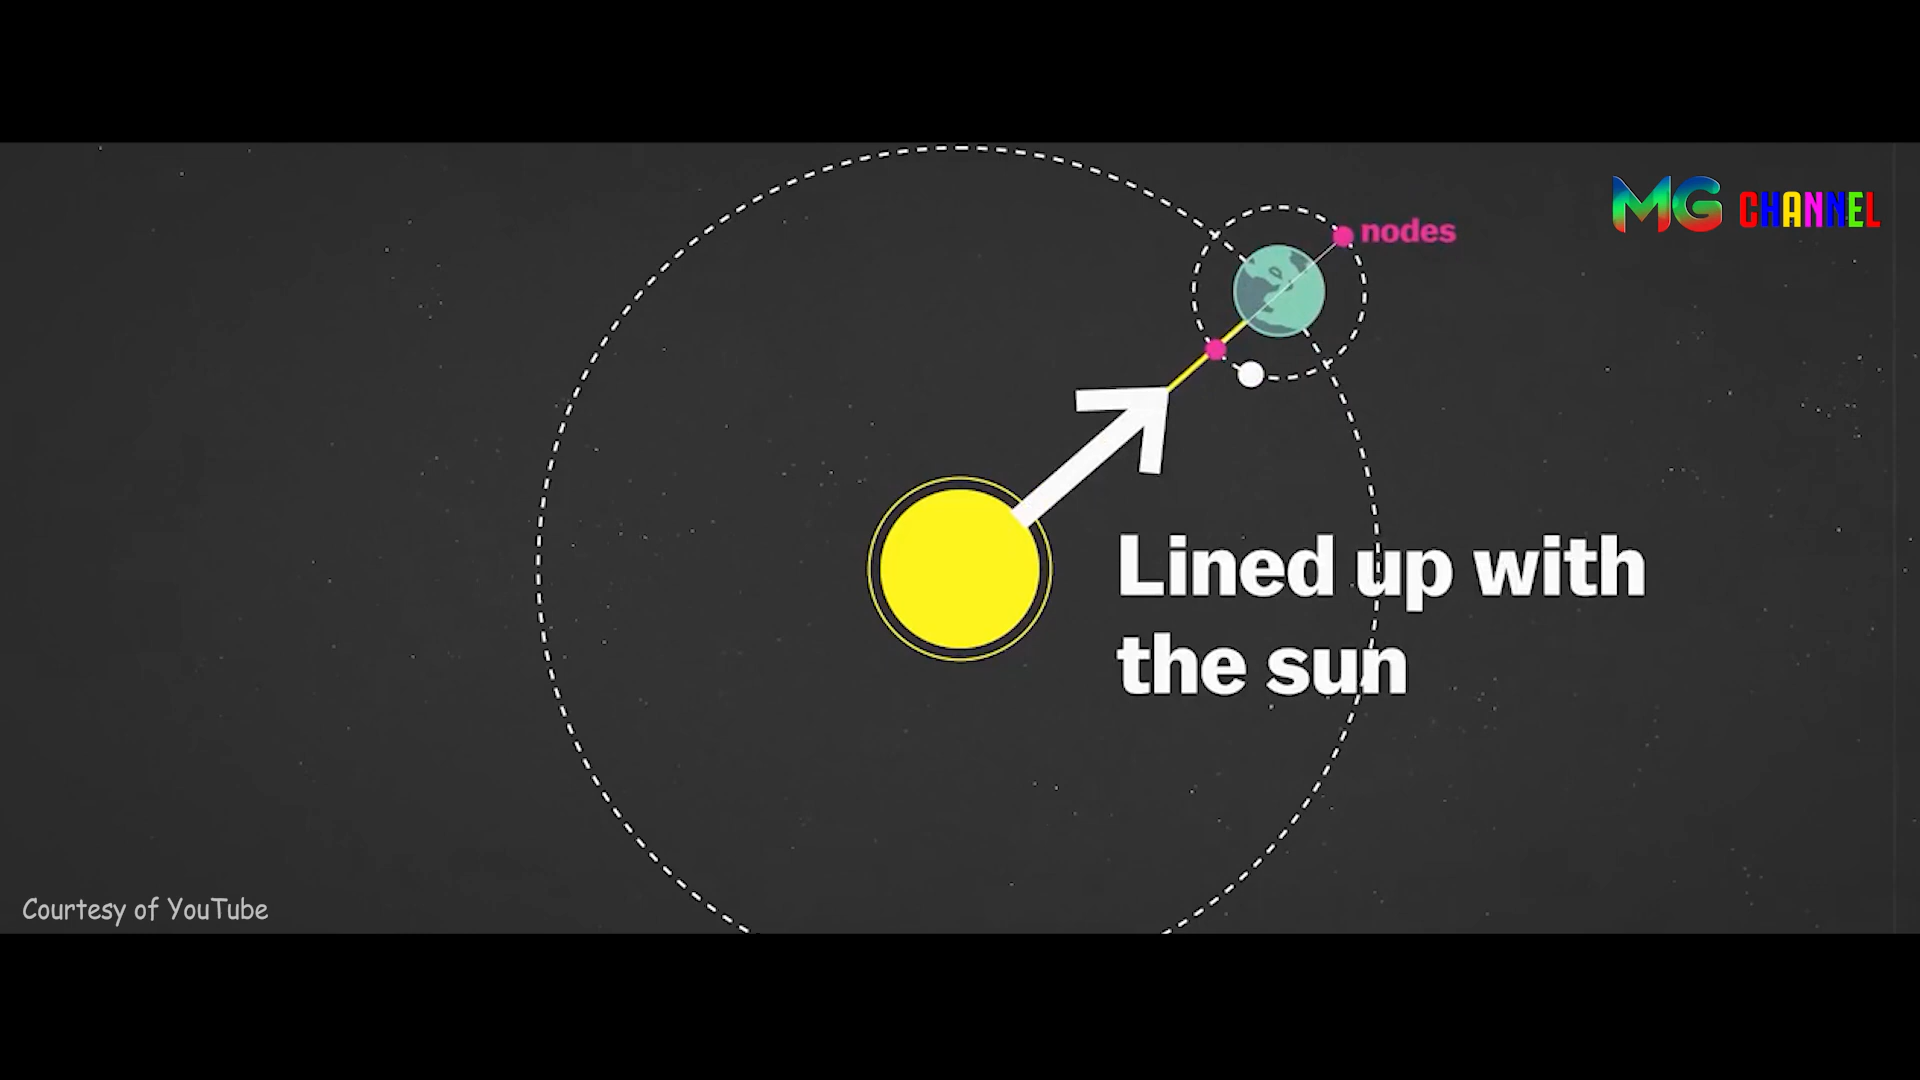 MG CHANNEL
nodes
Lined up with
the sun
Courtesy of YouTube